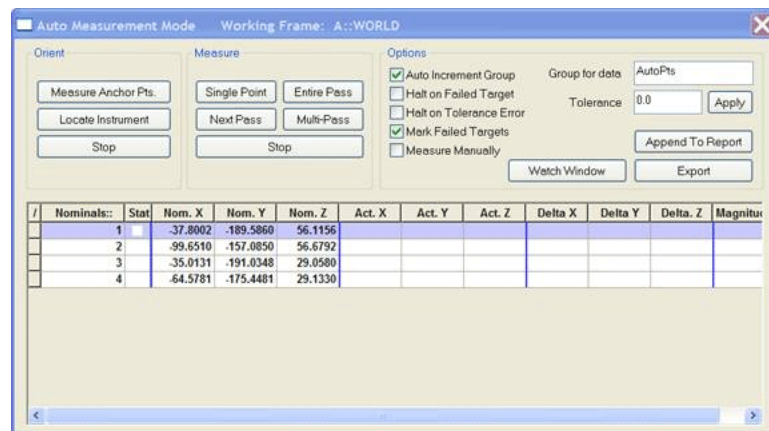 Auto Measurement Mode Working Frame: A::WORLD
Orient
Measure Anchor Pts.
Locate Instrument
Stop
Measure
Single Point Entire Pass
Next Pass Multi-Pass
Stop
Options
Auto Increment Group
Halt on Failed Target
Halt on Tolerance Error
Mark Failed Targets
Measure Manually
Group for data AutoPts
Tolerance 0.0 Apply
Append To Report
Watch Window Export
/ Nominals:: Stat Nom. X Nom. Y Nom. Z Act. X Act. Y Act. Z Delta X Delta Y Delta. Z Magnituc
1 -37.8002 -189.5860 56.1156
2 -99.6510 -157.0850 56.6792
3 -35.0131 -191.0348 29.0580
4 -64.5781 -175.4481 29.1330